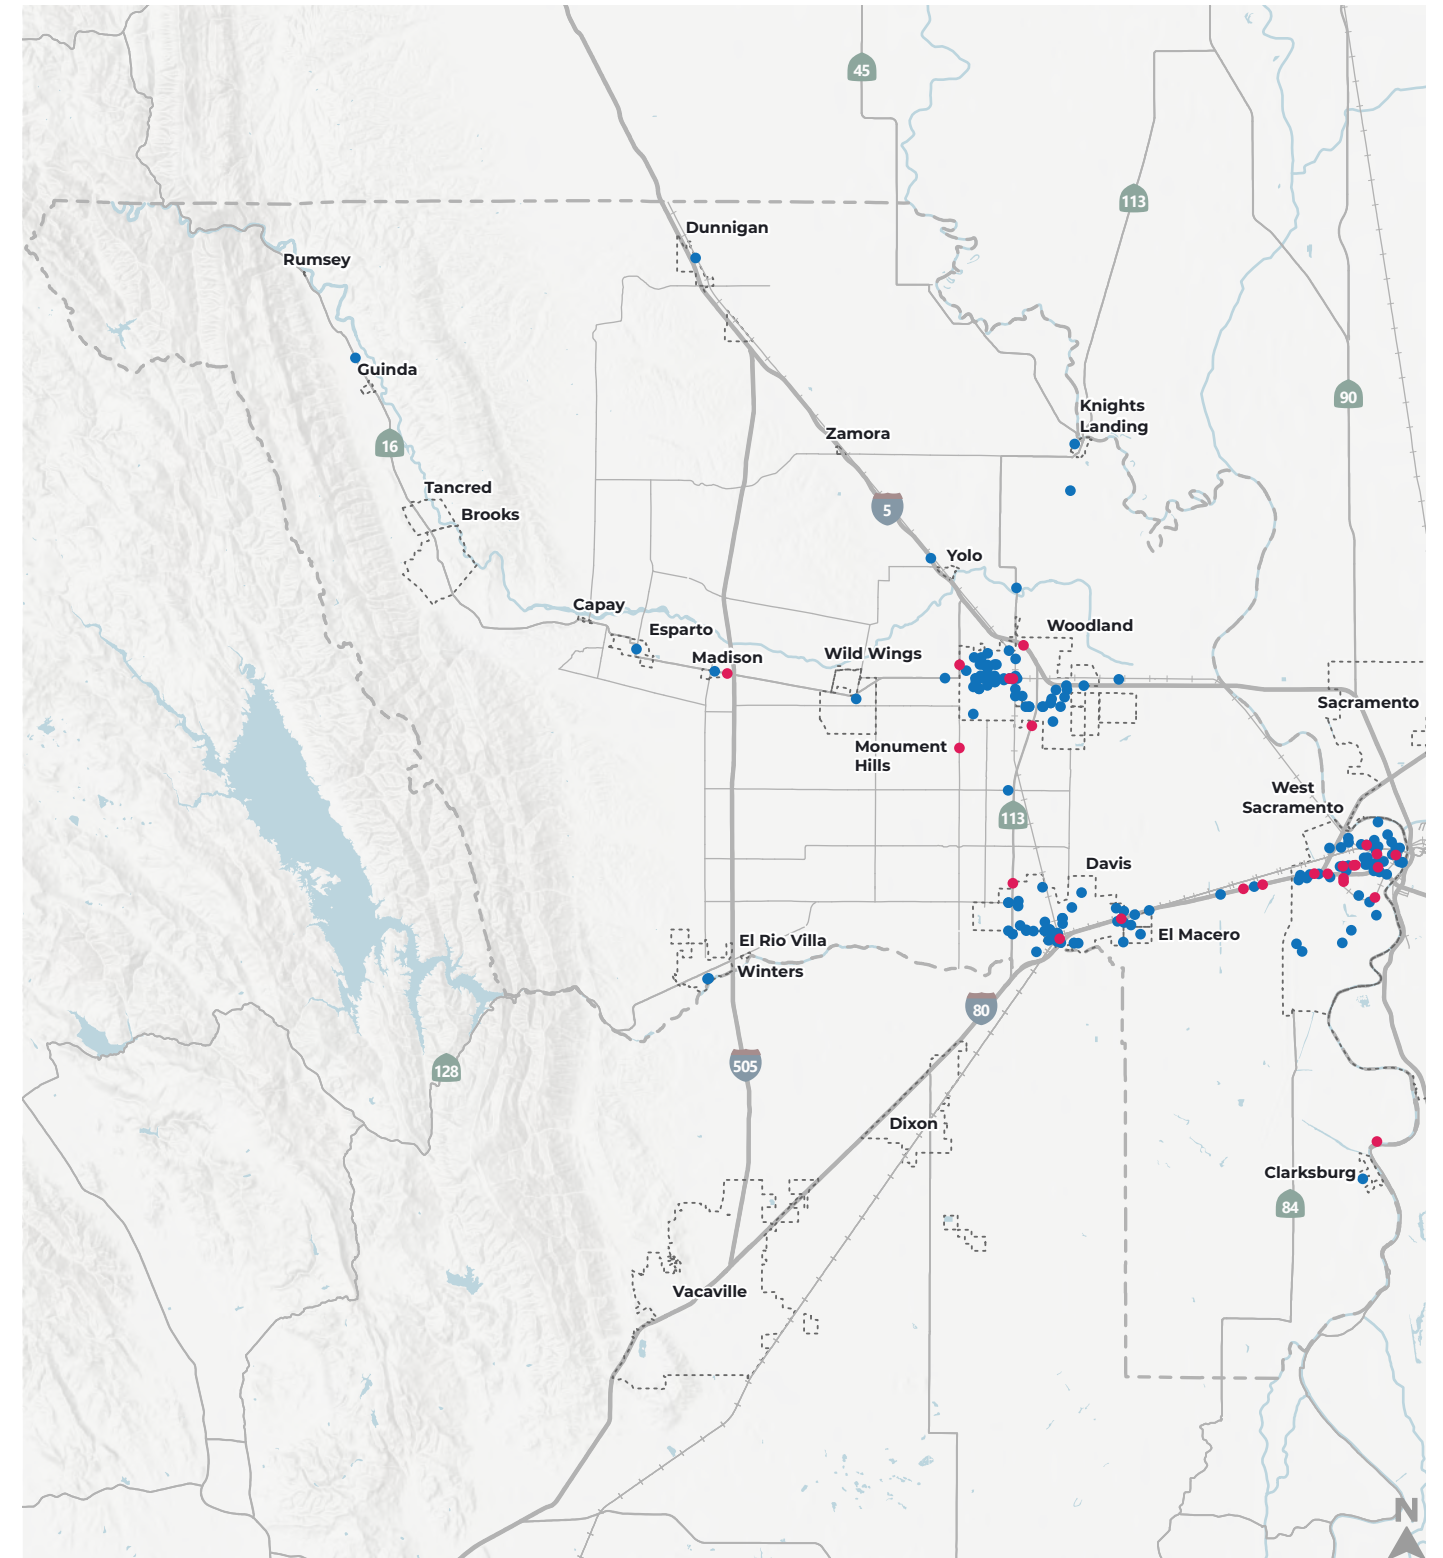 45
113
Dunnigan
Rumsey
Guinda
90
Knights
Landing
Zamora
16
Tancred
Brooks
5
Yolo
Capay
Esparto
Woodland
Madison
Wild Wings
Sacramento
Monument
Hills
West
Sacramento
113
Davis
El Macero
El Rio Villa
Winters
80
505
128
Dixon
Clarksburg
84
Vacaville
N